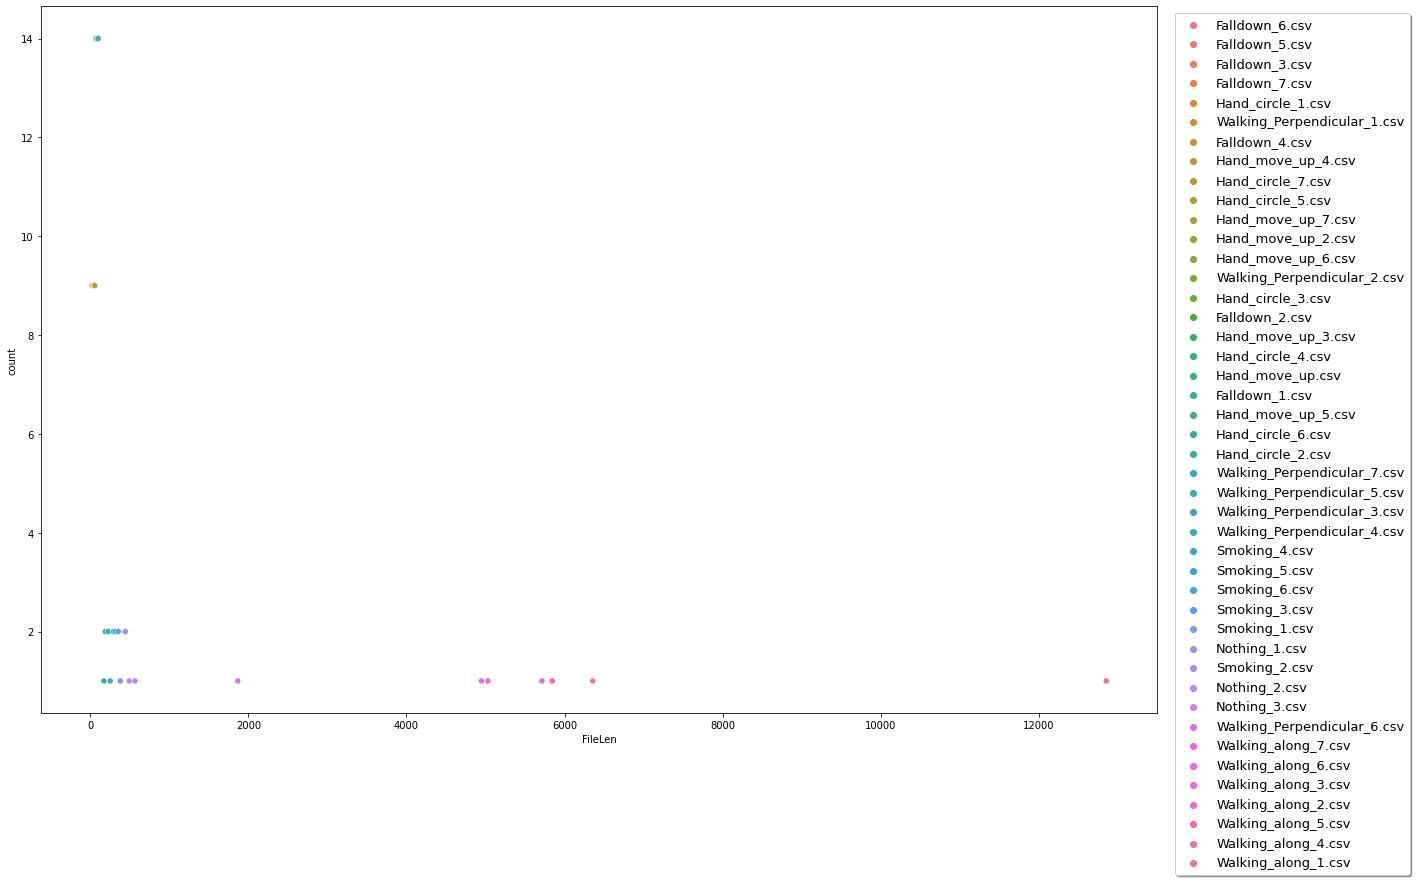 14
12
10
8
6
4
2
count
0
2000
4000
6000
8000
10000
12000
FileLen
Falldown_6.csv
Falldown_5.csv
Falldown_3.csv
Falldown_7.csv
Hand_circle_1.csv
Walking_Perpendicular_1.csv
Falldown_4.csv
Hand_move_up_4.csv
Hand_circle_7.csv
Hand_circle_5.csv
Hand_move_up_7.csv
Hand_move_up_2.csv
Hand_move_up_6.csv
Walking_Perpendicular_2.csv
Hand_circle_3.csv
Falldown_2.csv
Hand_move_up_3.csv
Hand_circle_4.csv
Hand_move_up.csv
Falldown_1.csv
Hand_move_up_5.csv
Hand_circle_6.csv
Hand_circle_2.csv
Walking_Perpendicular_7.csv
Walking_Perpendicular_5.csv
Walking_Perpendicular_3.csv
Walking_Perpendicular_4.csv
Smoking_4.csv
Smoking_5.csv
Smoking_6.csv
Smoking_3.csv
Smoking_1.csv
Nothing_1.csv
Smoking_2.csv
Nothing_2.csv
Nothing_3.csv
Walking_Perpendicular_6.csv
Walking_along_7.csv
Walking_along_6.csv
Walking_along_3.csv
Walking_along_2.csv
Walking_along_5.csv
Walking_along_4.csv
Walking_along_1.csv